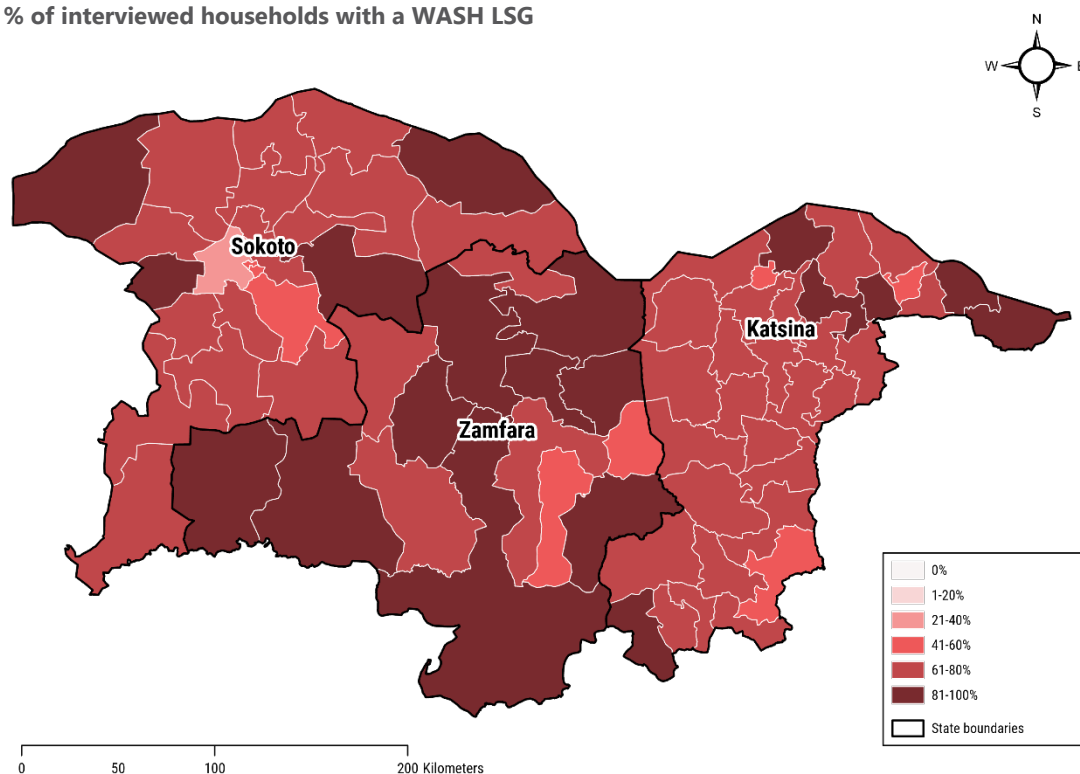 % of interviewed households with a WASH LSG
N
W
E
S
Sokoto
Katsina
Zamfara
0%
1-20%
21-40%
41-60%
61-80%
81-100%
State boundaries
0 50 100 200 Kilometers